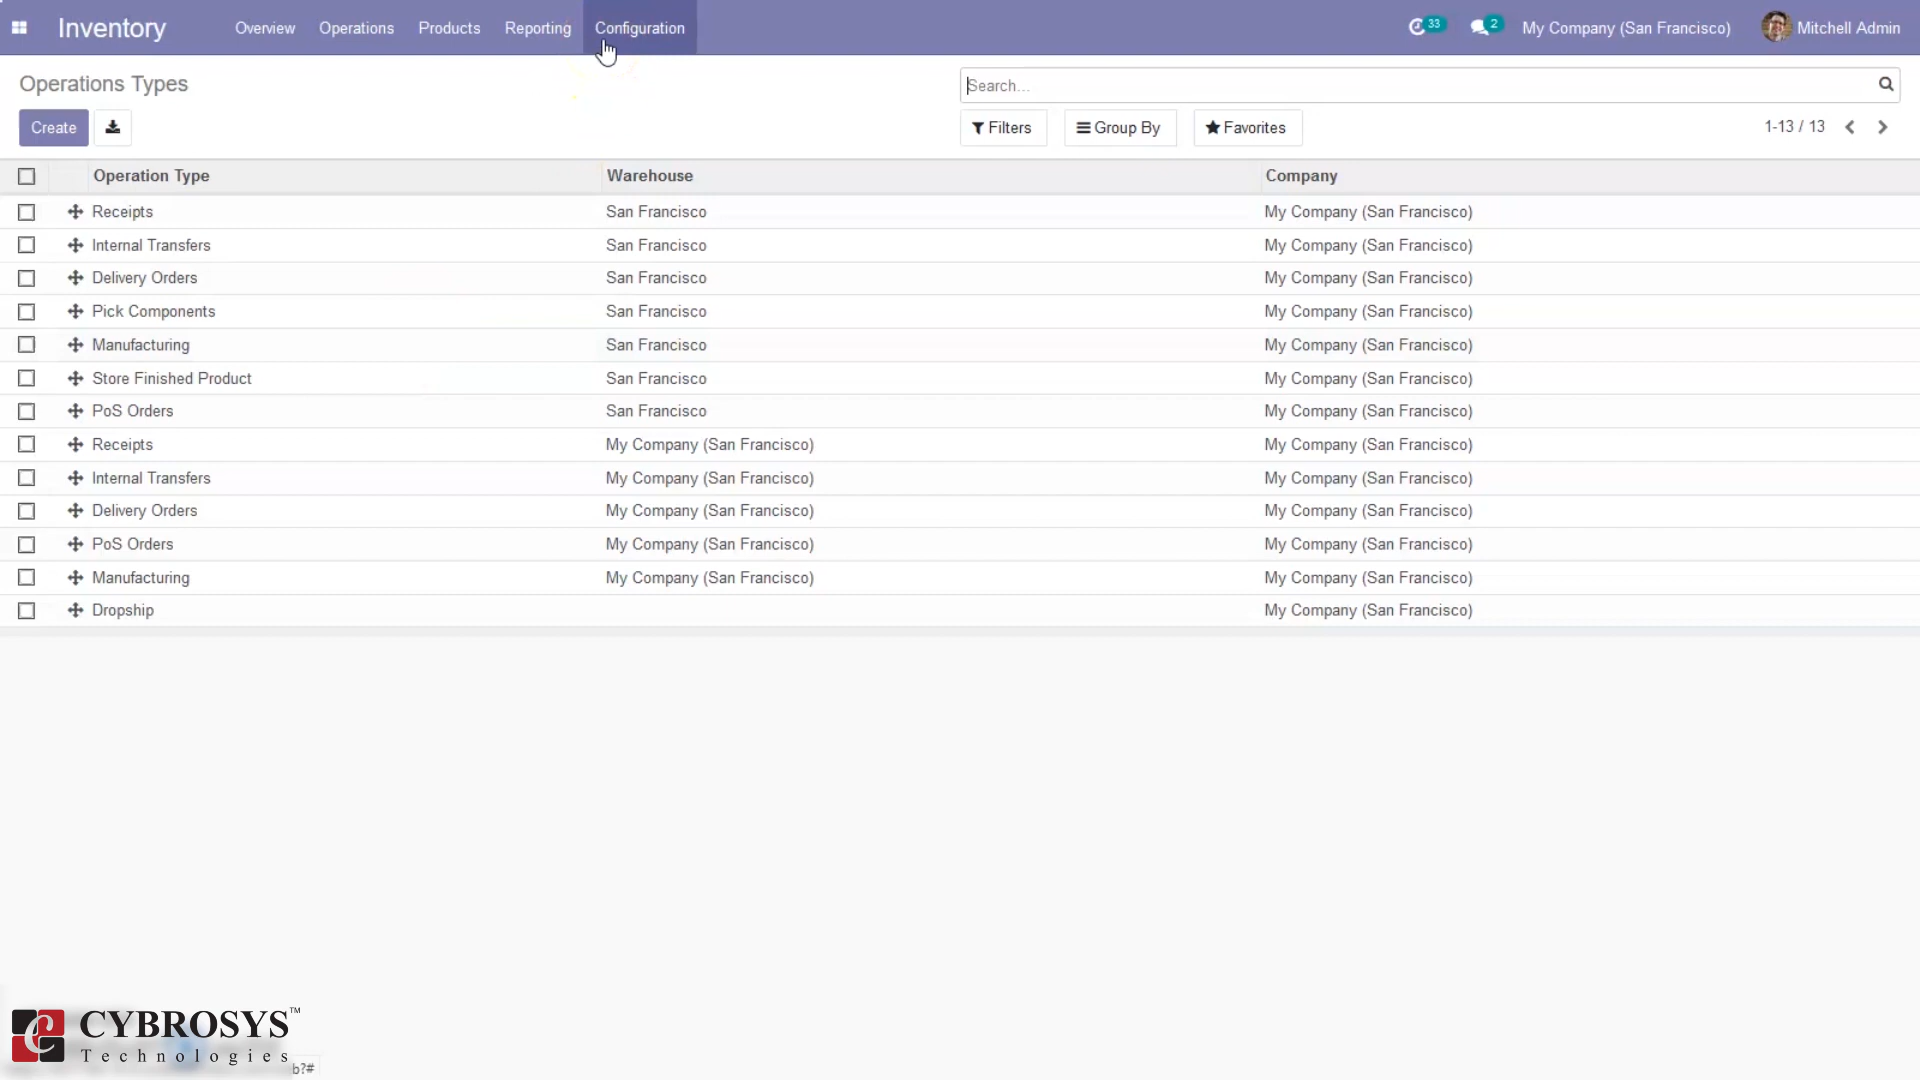 Inventory Overview Operations Products Reporting Configuration 33 2 My Company (San Francisco) Mitchell Admin
Operations Types
Search...
Create Filters Group By Favorites 1-13 / 13
Operation Type Warehouse Company
Receipts San Francisco My Company (San Francisco)
Internal Transfers San Francisco My Company (San Francisco)
Delivery Orders San Francisco My Company (San Francisco)
Pick Components San Francisco My Company (San Francisco)
Manufacturing San Francisco My Company (San Francisco)
Store Finished Product San Francisco My Company (San Francisco)
PoS Orders San Francisco My Company (San Francisco)
Receipts My Company (San Francisco) My Company (San Francisco)
Internal Transfers My Company (San Francisco) My Company (San Francisco)
Delivery Orders My Company (San Francisco) My Company (San Francisco)
PoS Orders My Company (San Francisco) My Company (San Francisco)
Manufacturing My Company (San Francisco) My Company (San Francisco)
Dropship My Company (San Francisco)
CYBROSYS™
Technologies
b?#